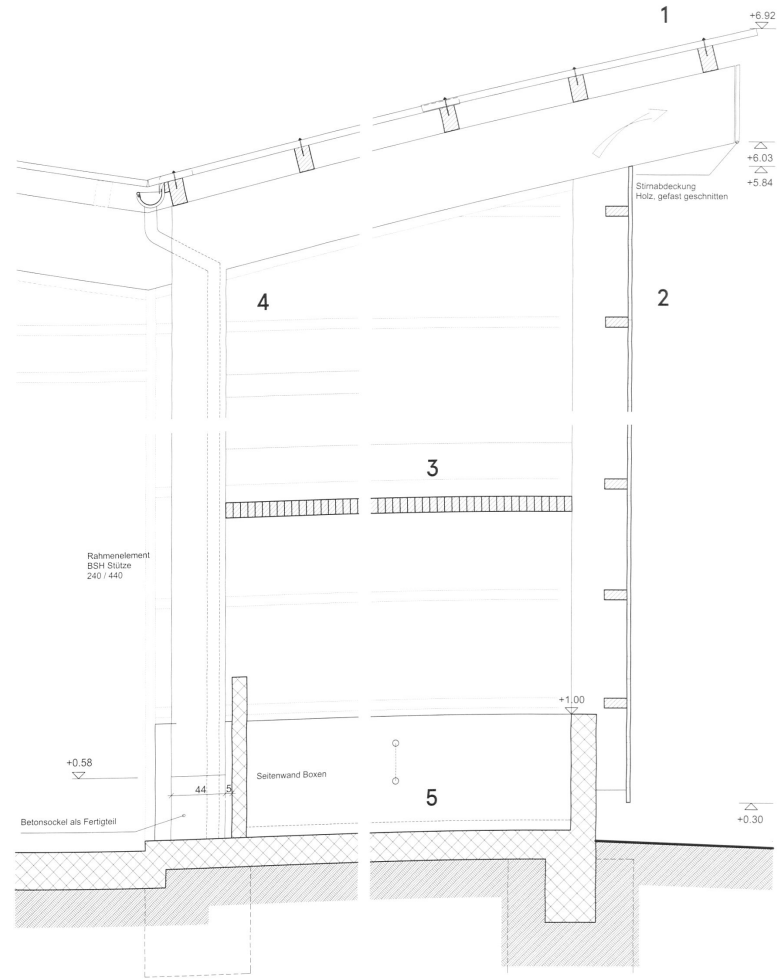 1
+6.92
+6.03
+5.84
Stirnabdeckung
Holz, gefast geschnitten
4
2
3
Rahmenelement
BSH Stütze
240 / 440
+1.00
+0.58
Seitenwand Boxen
44 5
5
Betonsockel als Fertigteil
+0.30